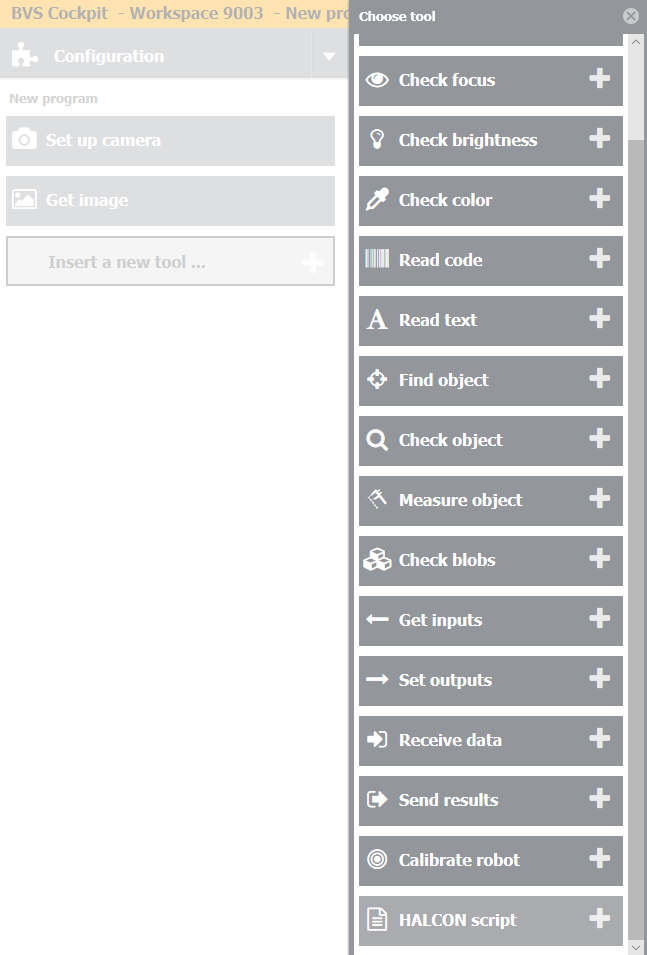 BVS Cockpit - Workspace 9003 - New pro
Configuration
New program
Set up camera
Get image
Insert a new tool ...
Choose tool
Check focus
Check brightness
Check color
Read code
Read text
Find object
Check object
Measure object
Check blobs
Get inputs
Set outputs
Receive data
Send results
Calibrate robot
HALCON script